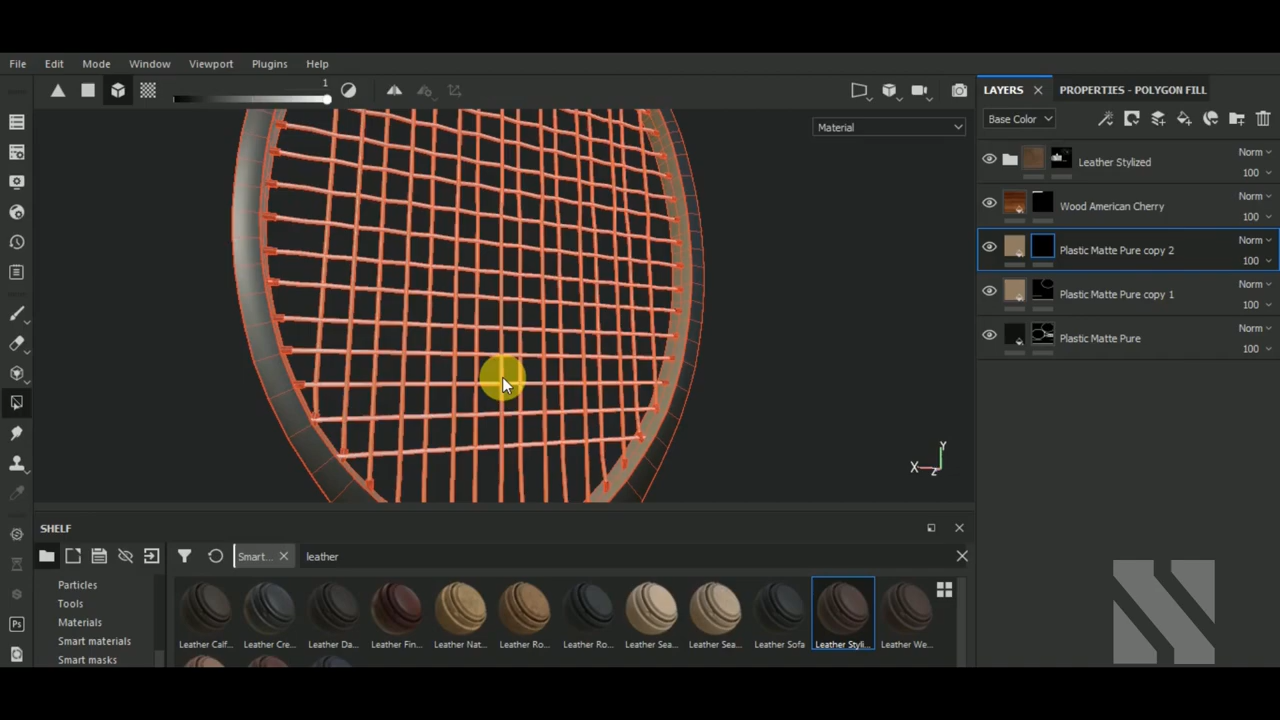 File Edit Mode Window Viewport Plugins Help
1
LAYERS
PROPERTIES - POLYGON FILL
Base Color
Material
Leather Stylized
Norm
100
Wood American Cherry
Norm
100
Plastic Matte Pure copy 2
Norm
100
Plastic Matte Pure copy 1
Norm
100
Plastic Matte Pure
Norm
100
Y
X
Z
SHELF
Smart...
leather
Particles
Tools
Materials
Smart materials
Smart masks
Leather Calf...
Leather Cre...
Leather Da...
Leather Fin...
Leather Nat...
Leather Ro...
Leather Ro...
Leather Sea...
Leather Sea...
Leather Sofa
Leather Styli...
Leather We...
Ps